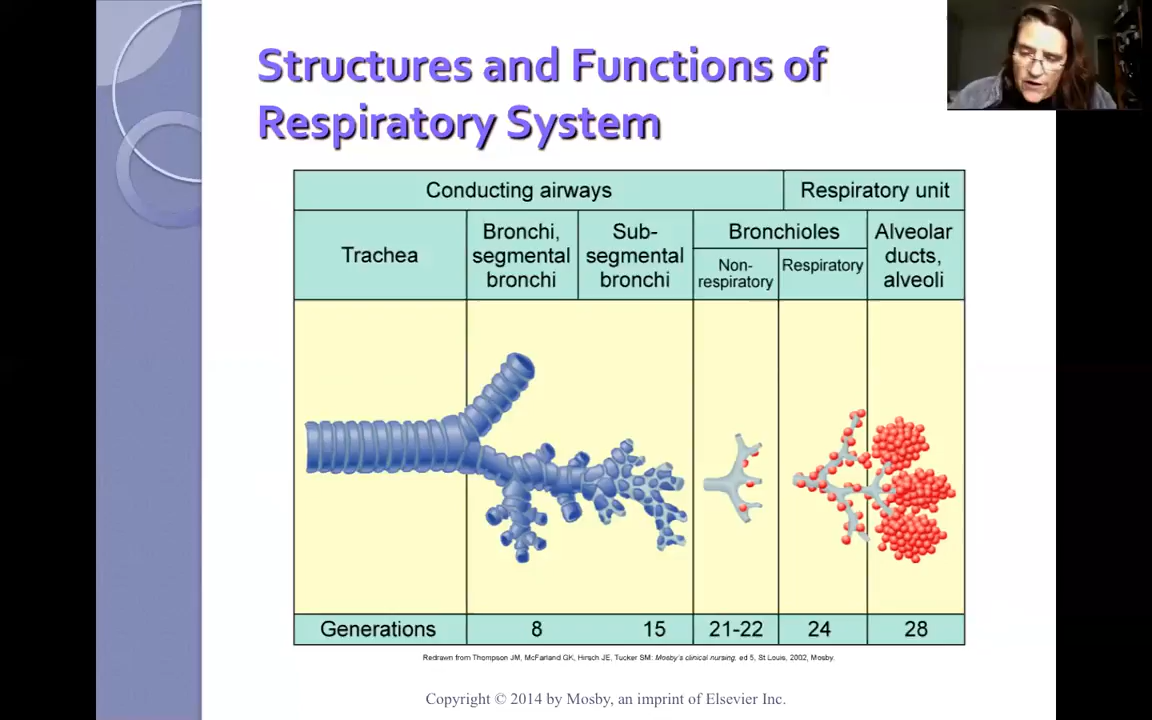 Structures and Functions of
Respiratory System
Conducting airways
Respiratory unit
Trachea
Bronchi,
segmental
bronchi
Sub-
segmental
bronchi
Bronchioles
Non-
respiratory
Respiratory
Alveolar
ducts,
alveoli
Generations 8 15 21-22 24 28
Redrawn from Thompson JM, McFarland GK, Hirsch JE, Tucker SM: Mosby's clinical nursing, ed 5, St Louis, 2002, Mosby.
Copyright © 2014 by Mosby, an imprint of Elsevier Inc.